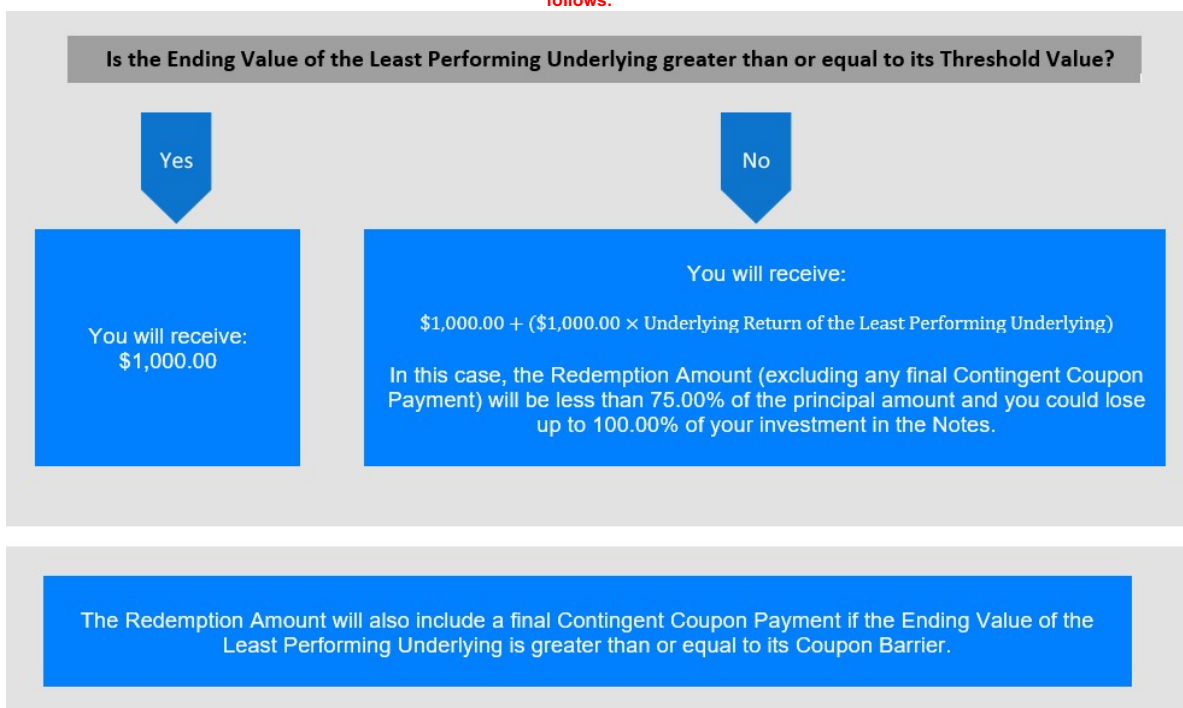 follows:
Is the Ending Value of the Least Performing Underlying greater than or equal to its Threshold Value?
Yes
No
You will receive:
$1,000.00
You will receive:
$1,000.00 + ($1,000.00 × Underlying Return of the Least Performing Underlying)
In this case, the Redemption Amount (excluding any final Contingent Coupon
Payment) will be less than 75.00% of the principal amount and you could lose
up to 100.00% of your investment in the Notes.
The Redemption Amount will also include a final Contingent Coupon Payment if the Ending Value of the
Least Performing Underlying is greater than or equal to its Coupon Barrier.